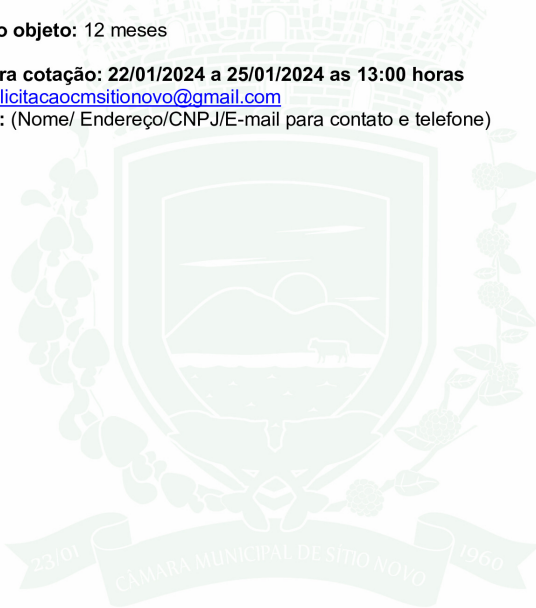 o objeto: 12 meses
ra cotação: 22/01/2024 a 25/01/2024 as 13:00 horas
licitacaocmsitionovo@gmail.com
: (Nome/ Endereço/CNPJ/E-mail para contato e telefone)
23/01
CÂMARA MUNICIPAL DE SÍTIO NOVO
1960